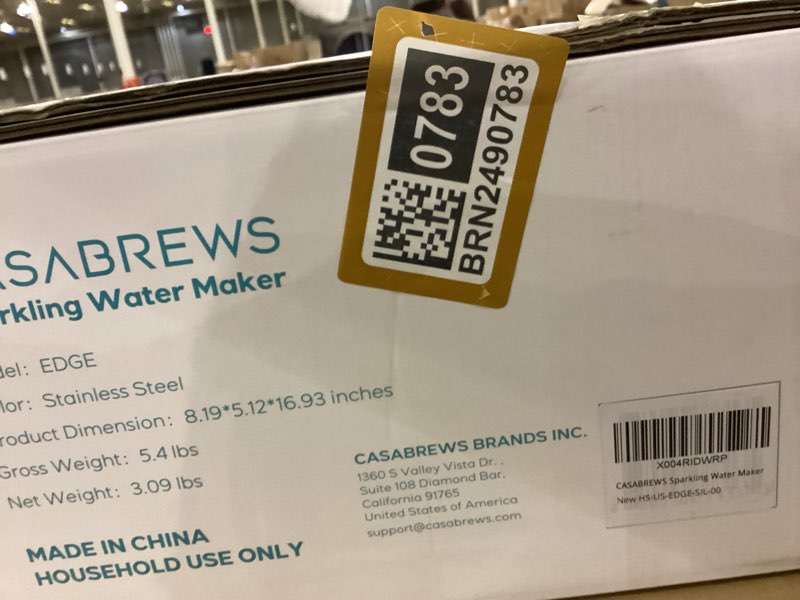 0783
BRN2490783
ASABREWS
rkling Water Maker
del: EDGE
lor: Stainless Steel
roduct Dimension: 8.19*5.12*16.93 inches
Gross Weight: 5.4 lbs
Net Weight: 3.09 lbs
MADE IN CHINA
HOUSEHOLD USE ONLY
CASABREWS BRANDS INC.
1360 S Valley Vista Dr. ,
Suite 108 Diamond Bar,
California 91765
United States of America
support@casabrews.com
X004RIDWRP
CASABREWS Sparkling Water Maker
New HS-US-EDGE-SIL-00